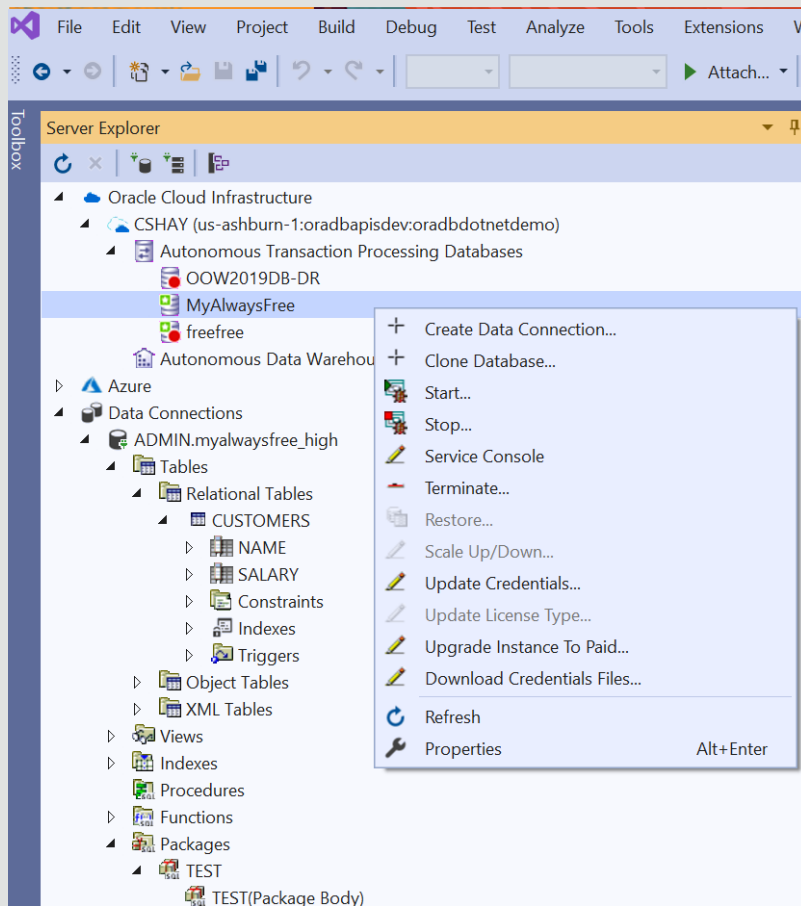 File Edit View Project Build Debug Test Analyze Tools Extensions
Attach...
Toolbox
Server Explorer
Oracle Cloud Infrastructure
CSHAY (us-ashburn-1:oradbapisdev:oradbdotnetdemo)
Autonomous Transaction Processing Databases
OOW2019DB-DR
MyAlwaysFree
freefree
Autonomous Data Warehou
Azure
Data Connections
ADMIN.myalwaysfree_high
Tables
Relational Tables
CUSTOMERS
NAME
SALARY
Constraints
Indexes
Triggers
Object Tables
XML Tables
Views
Indexes
Procedures
Functions
Packages
TEST
TEST(Package Body)
Create Data Connection...
Clone Database...
Start...
Stop...
Service Console
Terminate...
Restore...
Scale Up/Down...
Update Credentials...
Update License Type...
Upgrade Instance To Paid...
Download Credentials Files...
Refresh
Properties Alt+Enter